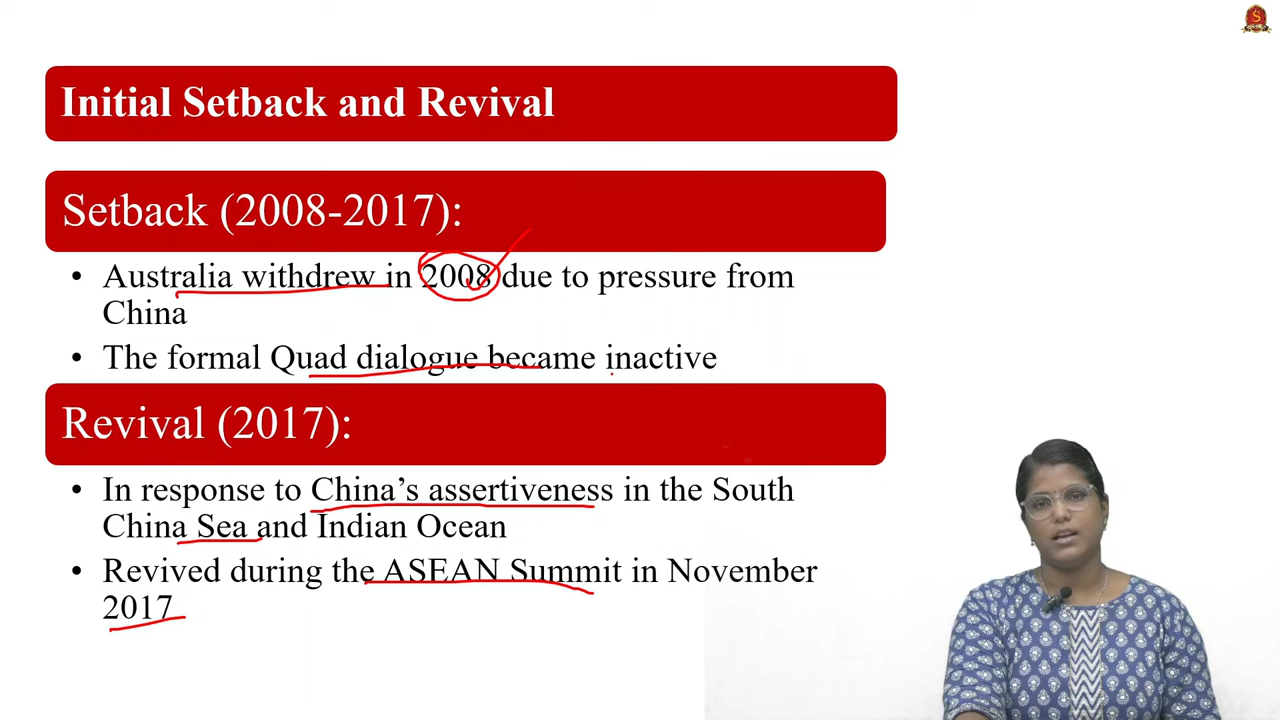 Initial Setback and Revival
Setback (2008-2017):
• Australia withdrew in 2008 due to pressure from
China
• The formal Quad dialogue became inactive
Revival (2017):
• In response to China’s assertiveness in the South
China Sea and Indian Ocean
• Revived during the ASEAN Summit in November
2017